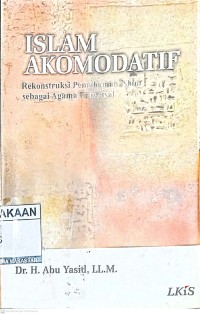 ISLAM
AKOMODATIF
Rekonstruksi Pemahaman Islam
sebagai Agama Universal
AKAAN
Dr. H. Abu Yasid, LL.M.
LKiS